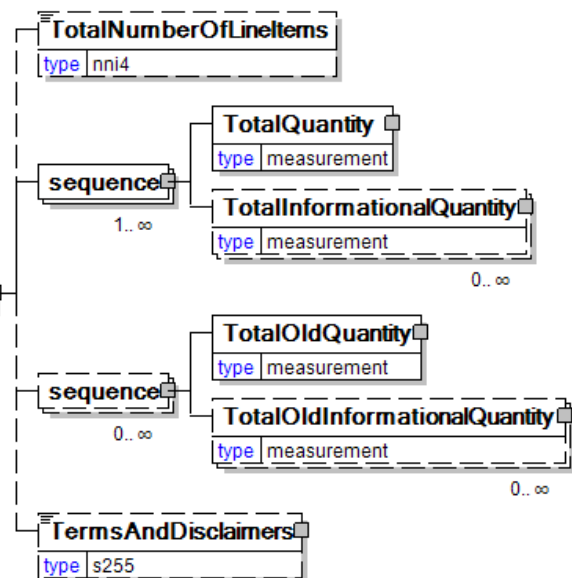 TotalNumberOfLineItems
type nni4
TotalQuantity
type measurement
sequence
1.. ∞
TotalInformationalQuantity
type measurement
0.. ∞
TotalOldQuantity
type measurement
sequence
0.. ∞
TotalOldInformationalQuantity
type measurement
0.. ∞
TermsAndDisclaimers
type s255